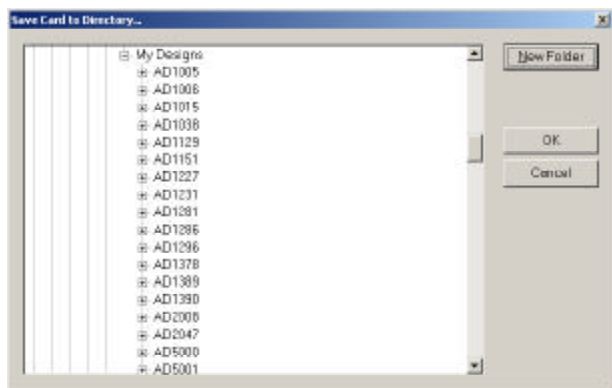 Save Card to Directory...
My Designs
AD1005
AD1006
AD1015
AD1038
AD1129
AD1151
AD1227
AD1231
AD1281
AD1286
AD1296
AD1378
AD1389
AD1390
AD2008
AD2047
AD5000
AD5001
New Folder
OK
Cancel